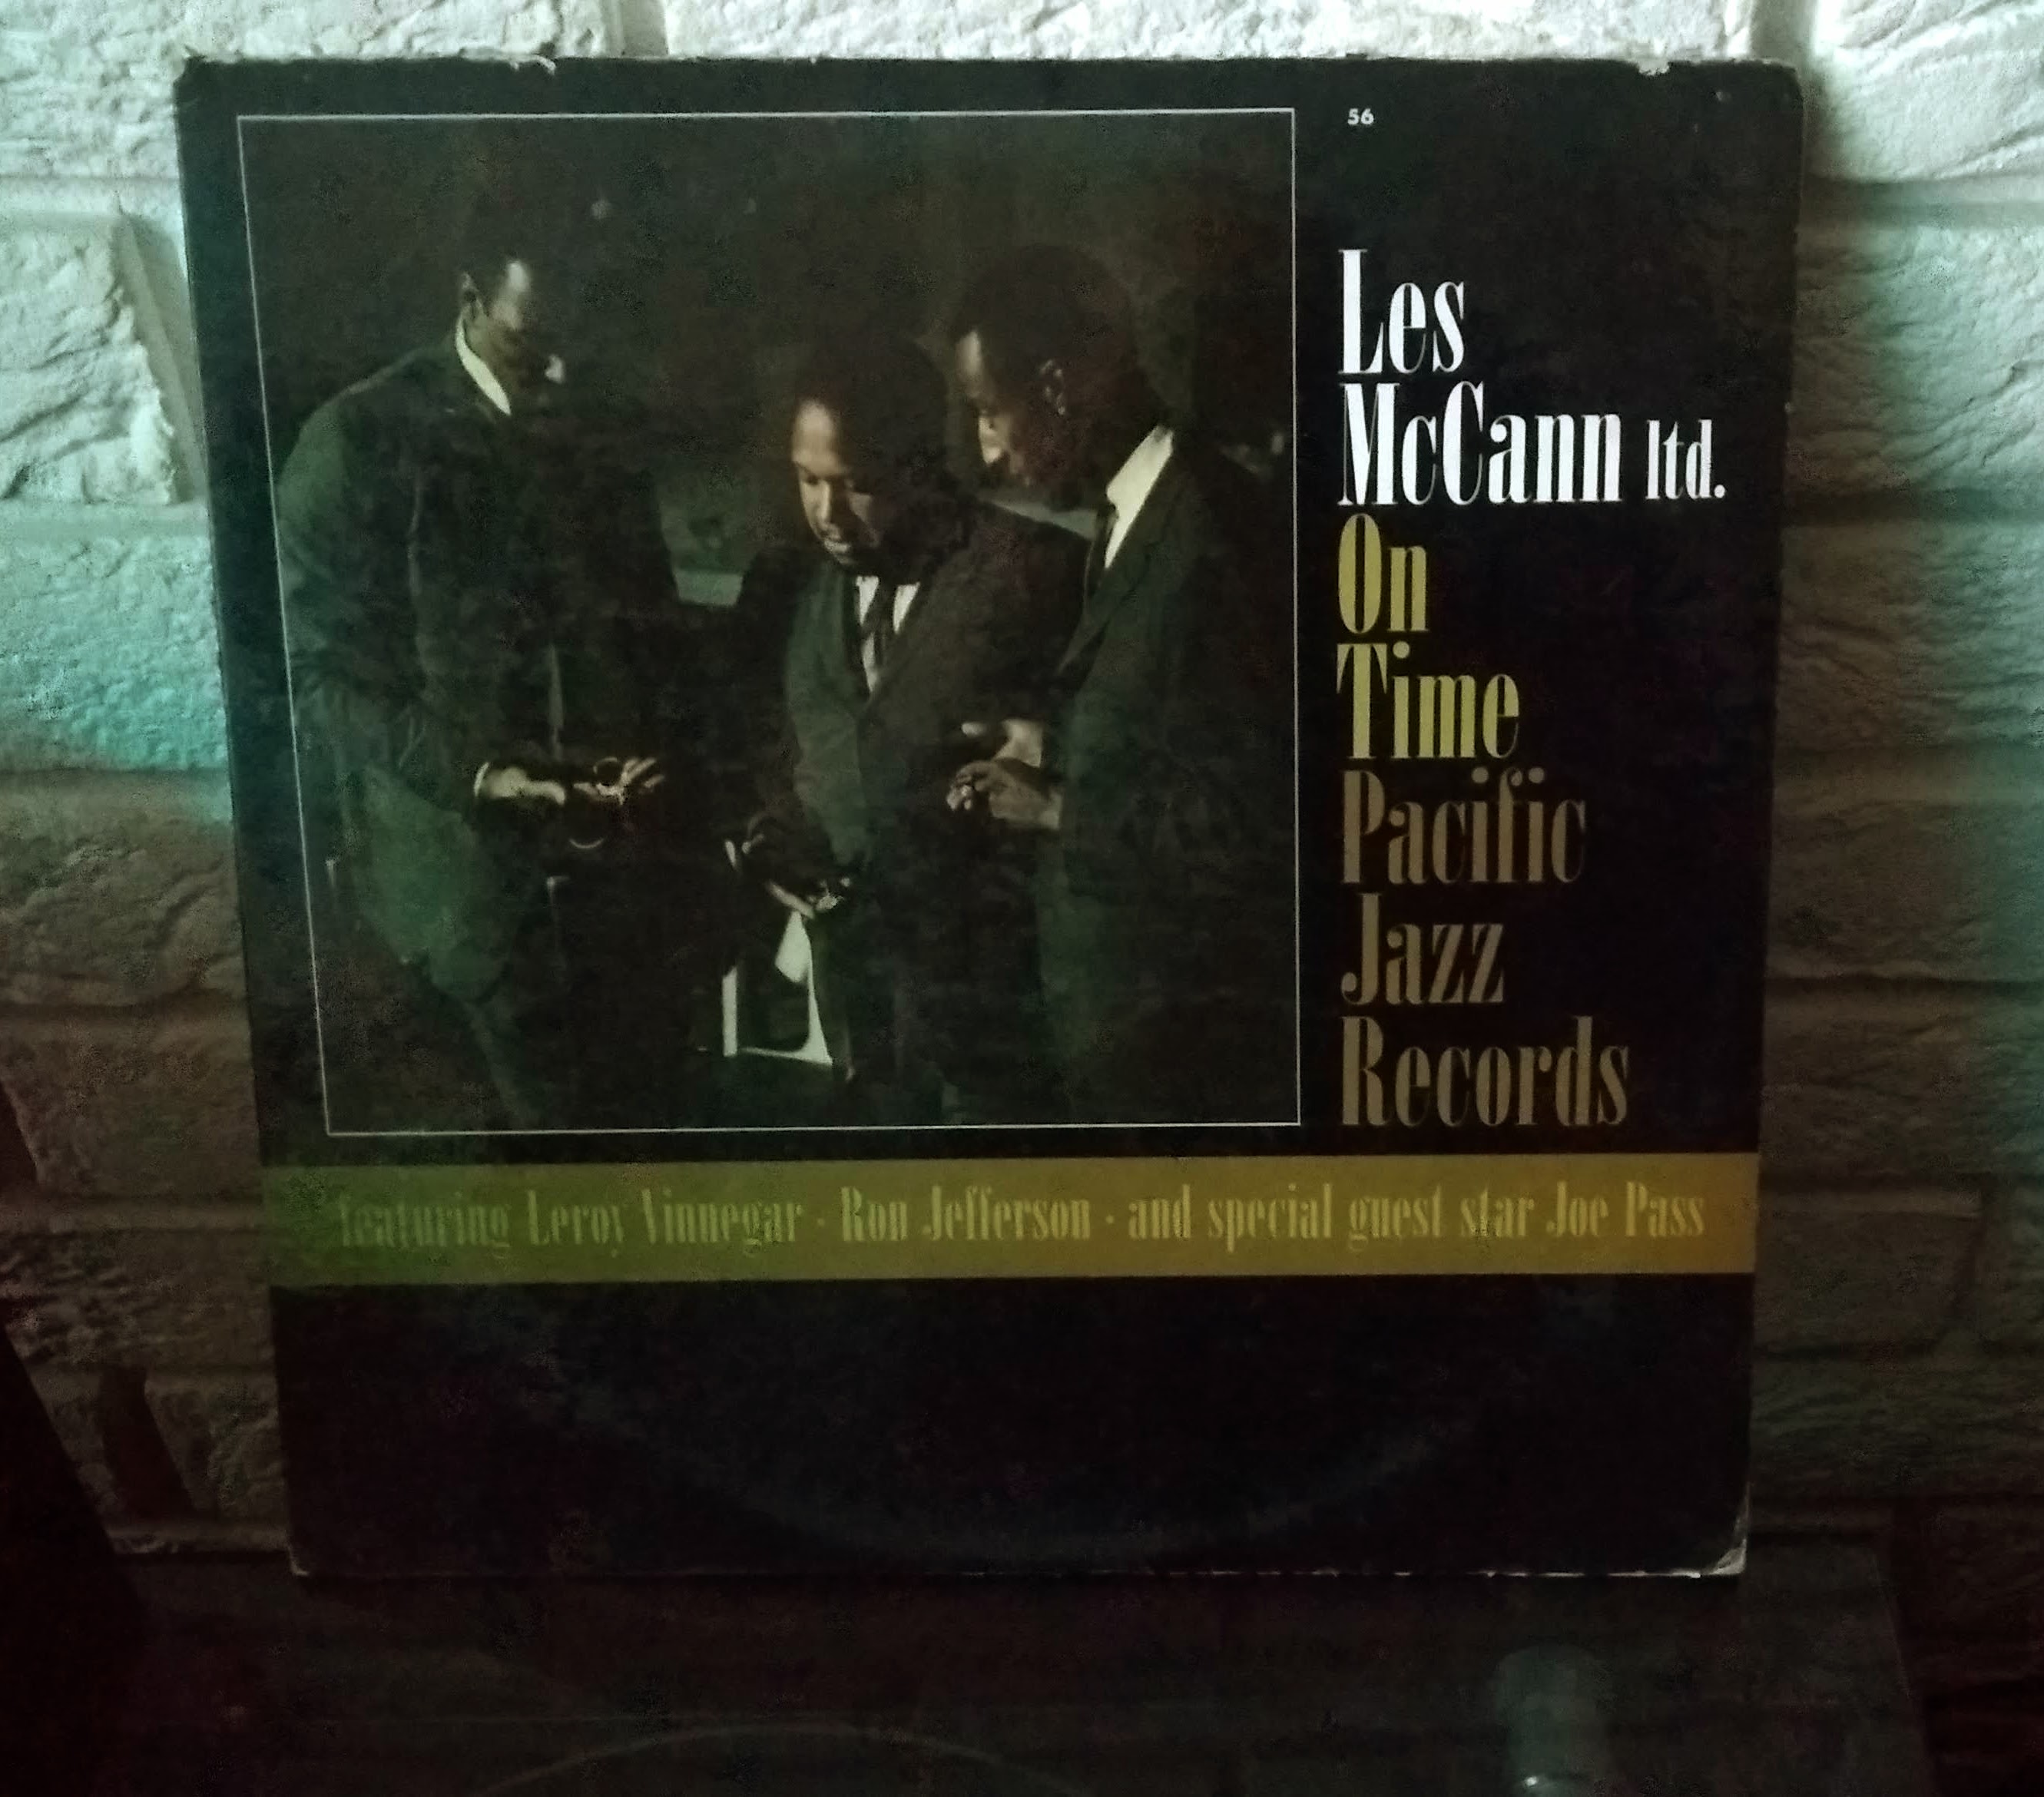 56
Les
McCann ltd.
On
Time
Pacific
Jazz
Records
featuring Leroy Vinnegar · Ron Jefferson · and special guest star Joe Pass